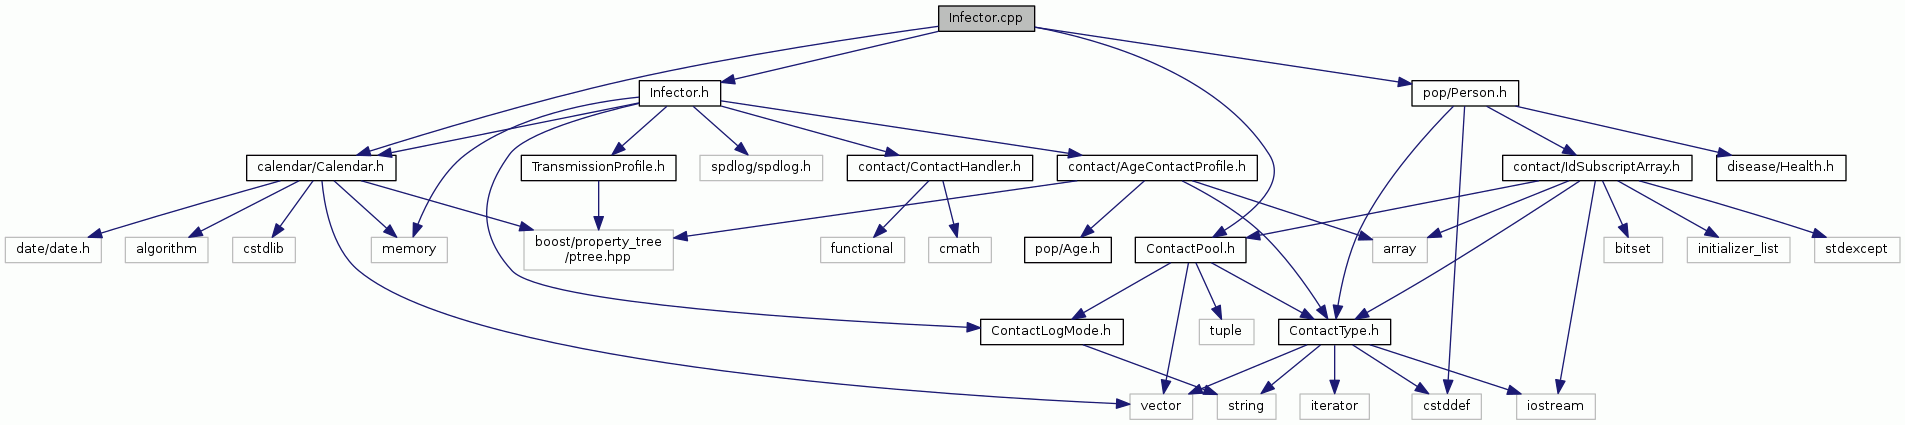 Infector.cpp
Infector.h
pop/Person.h
calendar/Calendar.h
TransmissionProfile.h
spdlog/spdlog.h
contact/ContactHandler.h
contact/AgeContactProfile.h
contact/IdSubscriptArray.h
disease/Health.h
date/date.h
algorithm
cstdlib
memory
boost/property_tree
/ptree.hpp
functional
cmath
pop/Age.h
ContactPool.h
array
bitset
initializer_list
stdexcept
ContactLogMode.h
tuple
ContactType.h
vector
string
iterator
cstddef
iostream